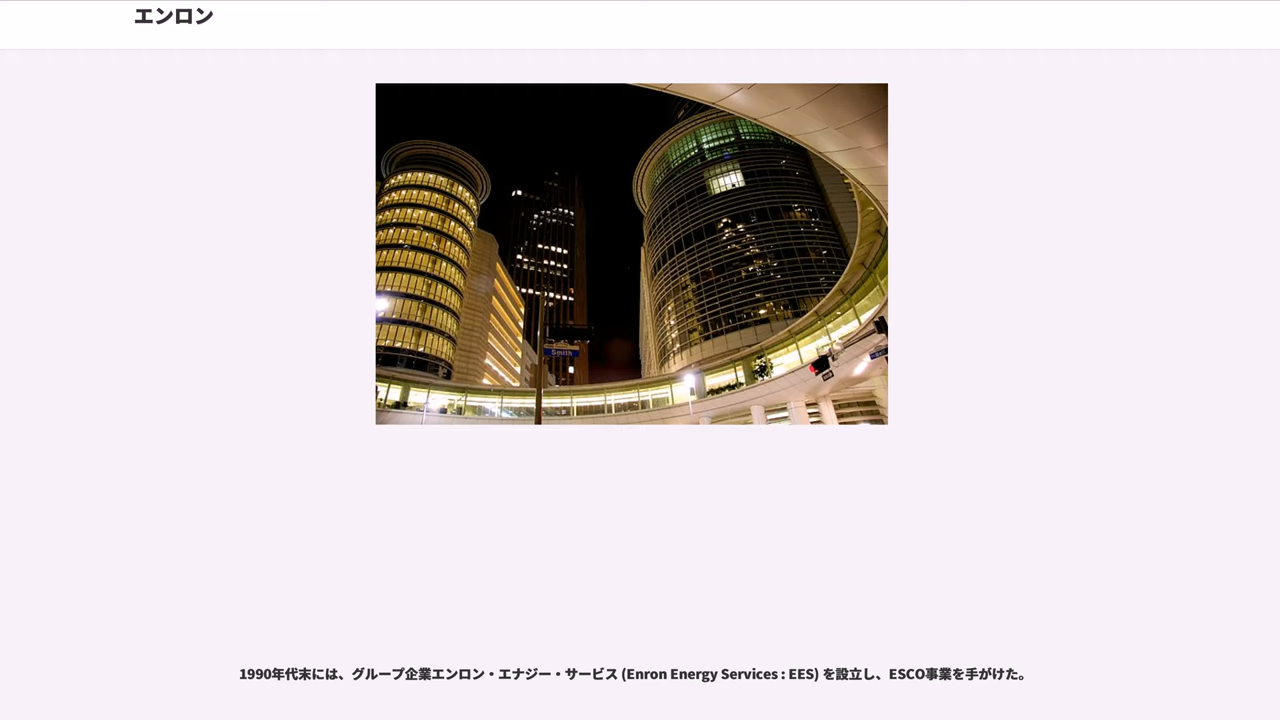 エンロン
Smith
1990年代末には、グループ企業エンロン・エナジー・サービス (Enron Energy Services : EES) を設立し、ESCO事業を手がけた。